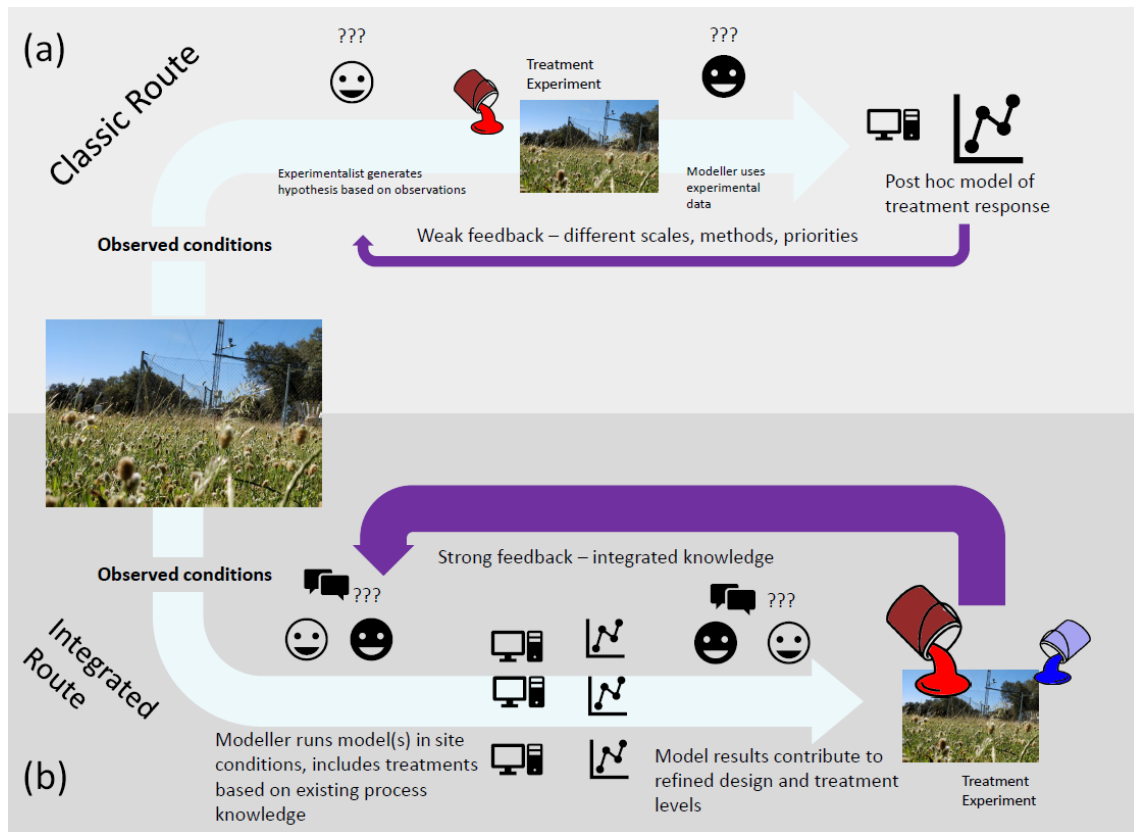 (a)
Classic Route
???
???
Treatment
Experiment
Experimentalist generates
hypothesis based on observations
Modeller uses
experimental
data
Post hoc model of
treatment response
Weak feedback – different scales, methods, priorities
Observed conditions
Observed conditions
Strong feedback – integrated knowledge
???
???
Integrated
Route
Modeller runs model(s) in site
conditions, includes treatments
based on existing process
knowledge
Model results contribute to
refined design and treatment
levels
Treatment
Experiment
(b)